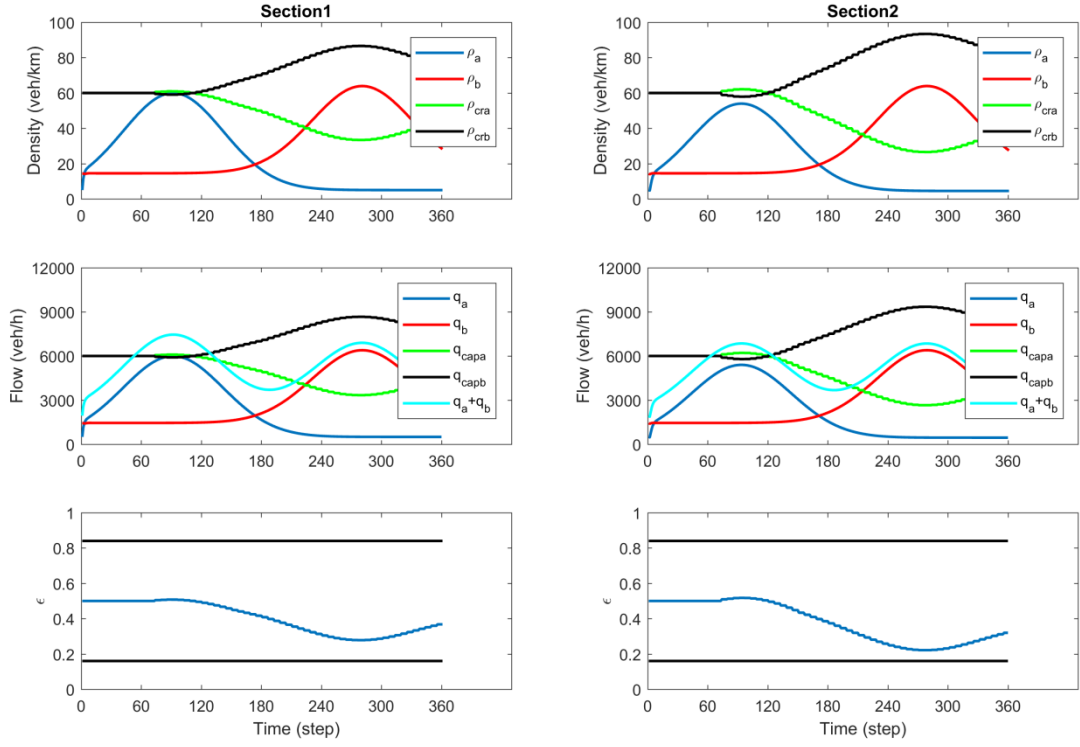 Section1
Density (veh/km)
100
80
60
40
20
0
0 60 120 180 240 300 360
ρa
ρb
ρcra
ρcrb
Section2
Density (veh/km)
100
80
60
40
20
0
0 60 120 180 240 300 360
ρa
ρb
ρcra
ρcrb
Flow (veh/h)
12000
9000
6000
3000
0
0 60 120 180 240 300 360
qa
qb
qcapa
qcapb
qa+qb
Flow (veh/h)
12000
9000
6000
3000
0
0 60 120 180 240 300 360
qa
qb
qcapa
qcapb
qa+qb
ϵ
1
0.8
0.6
0.4
0.2
0
0 60 120 180 240 300 360
Time (step)
ϵ
1
0.8
0.6
0.4
0.2
0
0 60 120 180 240 300 360
Time (step)